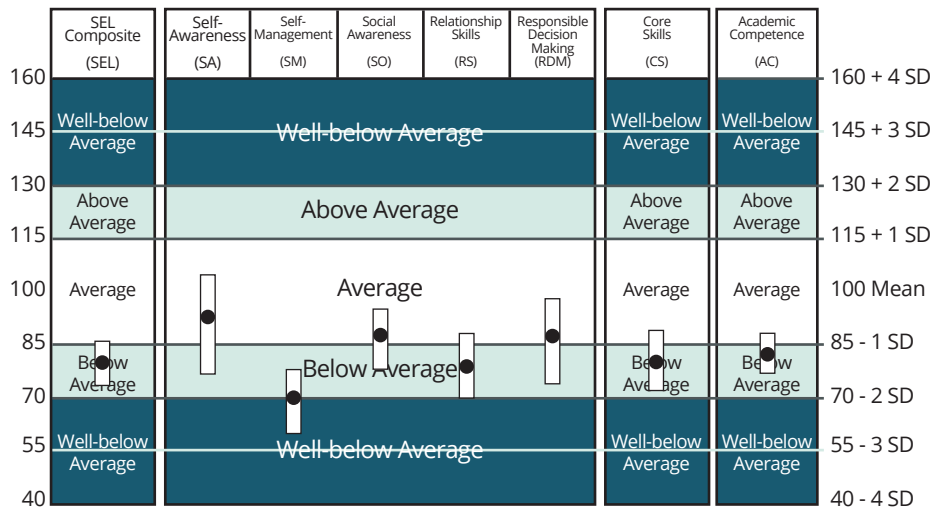 SEL
Composite
(SEL)
Self-
Awareness
(SA)
Self-
Management
(SM)
Social
Awareness
(SO)
Relationship
Skills
(RS)
Responsible
Decision
Making
(RDM)
Core
Skills
(CS)
Academic
Competence
(AC)
160
160 + 4 SD
Well-below
Average
Well-below Average
Well-below
Average
Well-below
Average
145
145 + 3 SD
130
130 + 2 SD
Above
Average
Above Average
Above
Average
Above
Average
115
115 + 1 SD
100
Average
Average
Average
Average
100 Mean
85
85 - 1 SD
Below
Average
Below Average
Below
Average
Below
Average
70
70 - 2 SD
Well-below
Average
Well-below Average
Well-below
Average
Well-below
Average
55
55 - 3 SD
40
40 - 4 SD